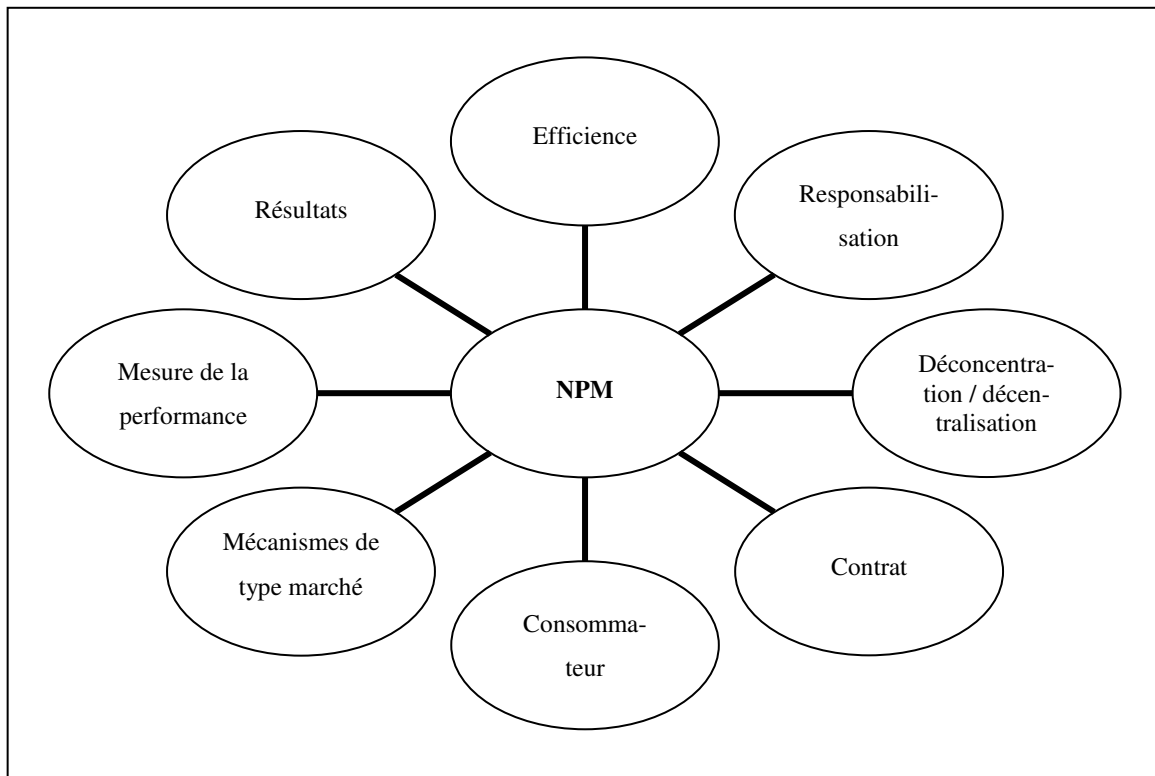 Efficience
Responsabili-
sation
Résultats
Déconcentra-
tion / décen-
tralisation
Mesure de la
performance
NPM
Contrat
Mécanismes de
type marché
Consomma-
teur